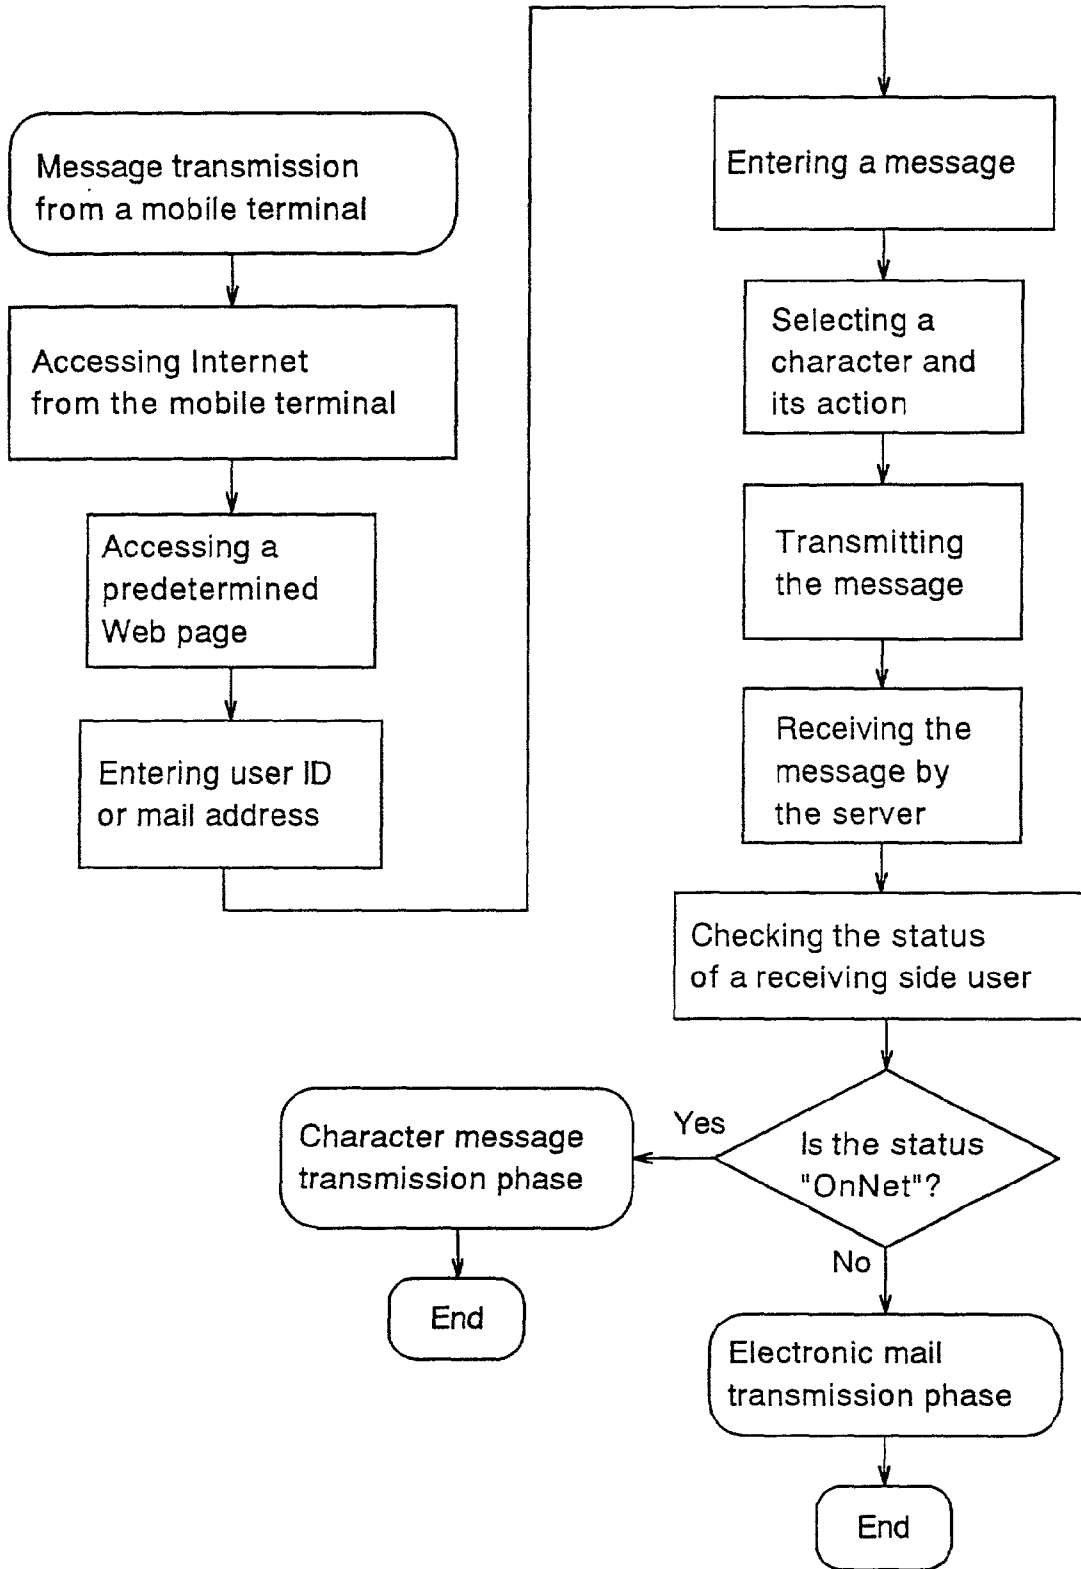 Message transmission
from a mobile terminal
Accessing Internet
from the mobile terminal
Accessing a
predetermined
Web page
Entering user ID
or mail address
Entering a message
Selecting a
character and
its action
Transmitting
the message
Receiving the
message by
the server
Checking the status
of a receiving side user
Is the status
"OnNet"?
Yes
Character message
transmission phase
End
No
Electronic mail
transmission phase
End